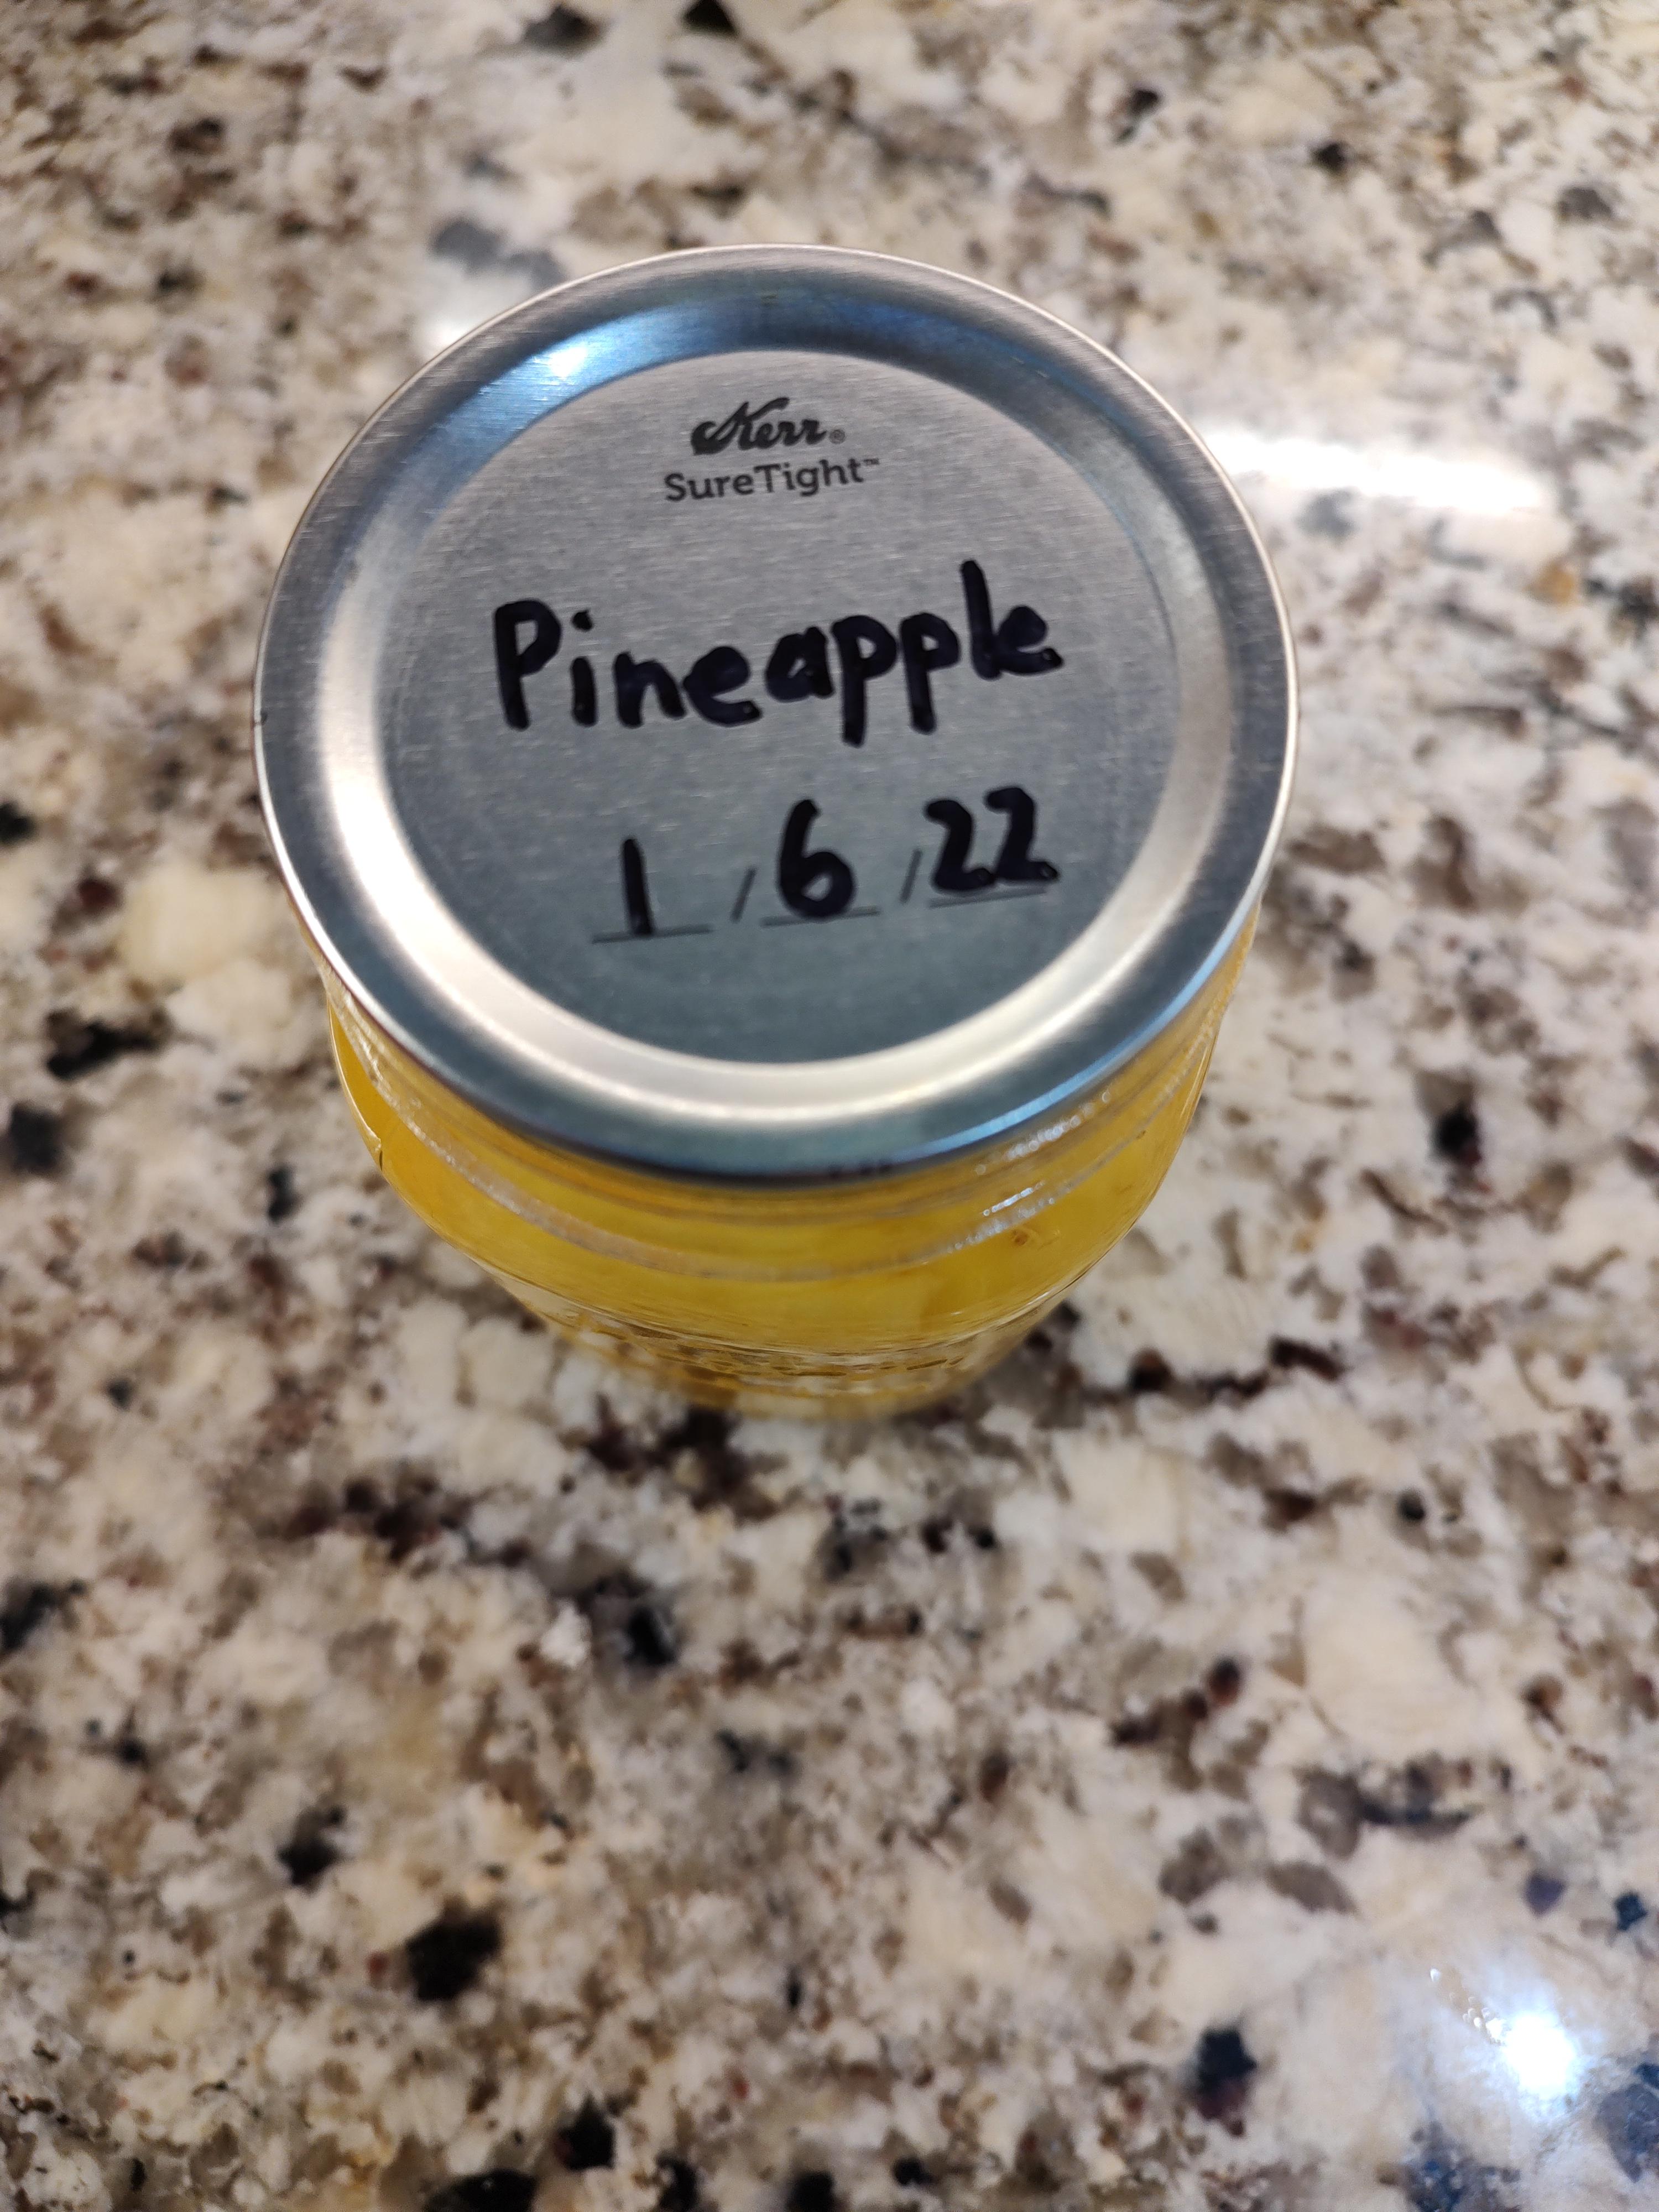 Kerr®
SureTight™
Pineapple
1/6/22